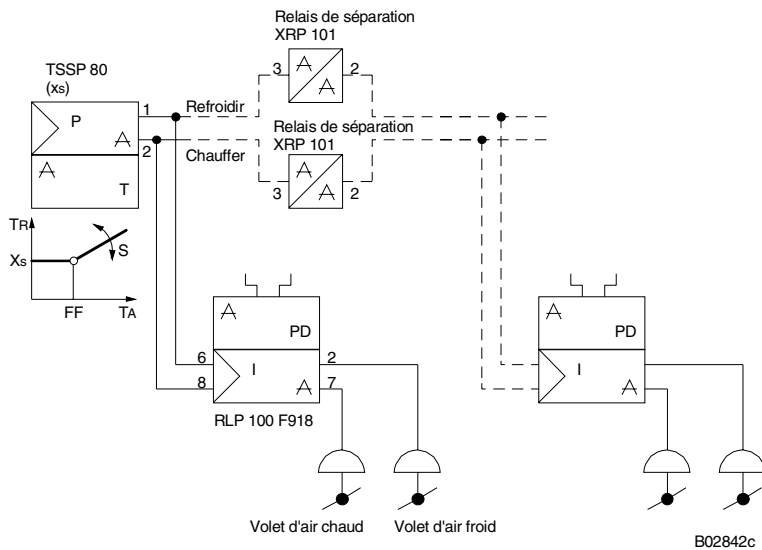 Relais de séparation
XRP 101
3
2
TSSP 80
(xs)
P
1
2
T
Refroidir
Chauffer
Relais de séparation
XRP 101
3
2
TR
Xs
S
FF
TA
PD
6
8
I
2
7
RLP 100 F918
PD
I
Volet d'air chaud
Volet d'air froid
B02842c